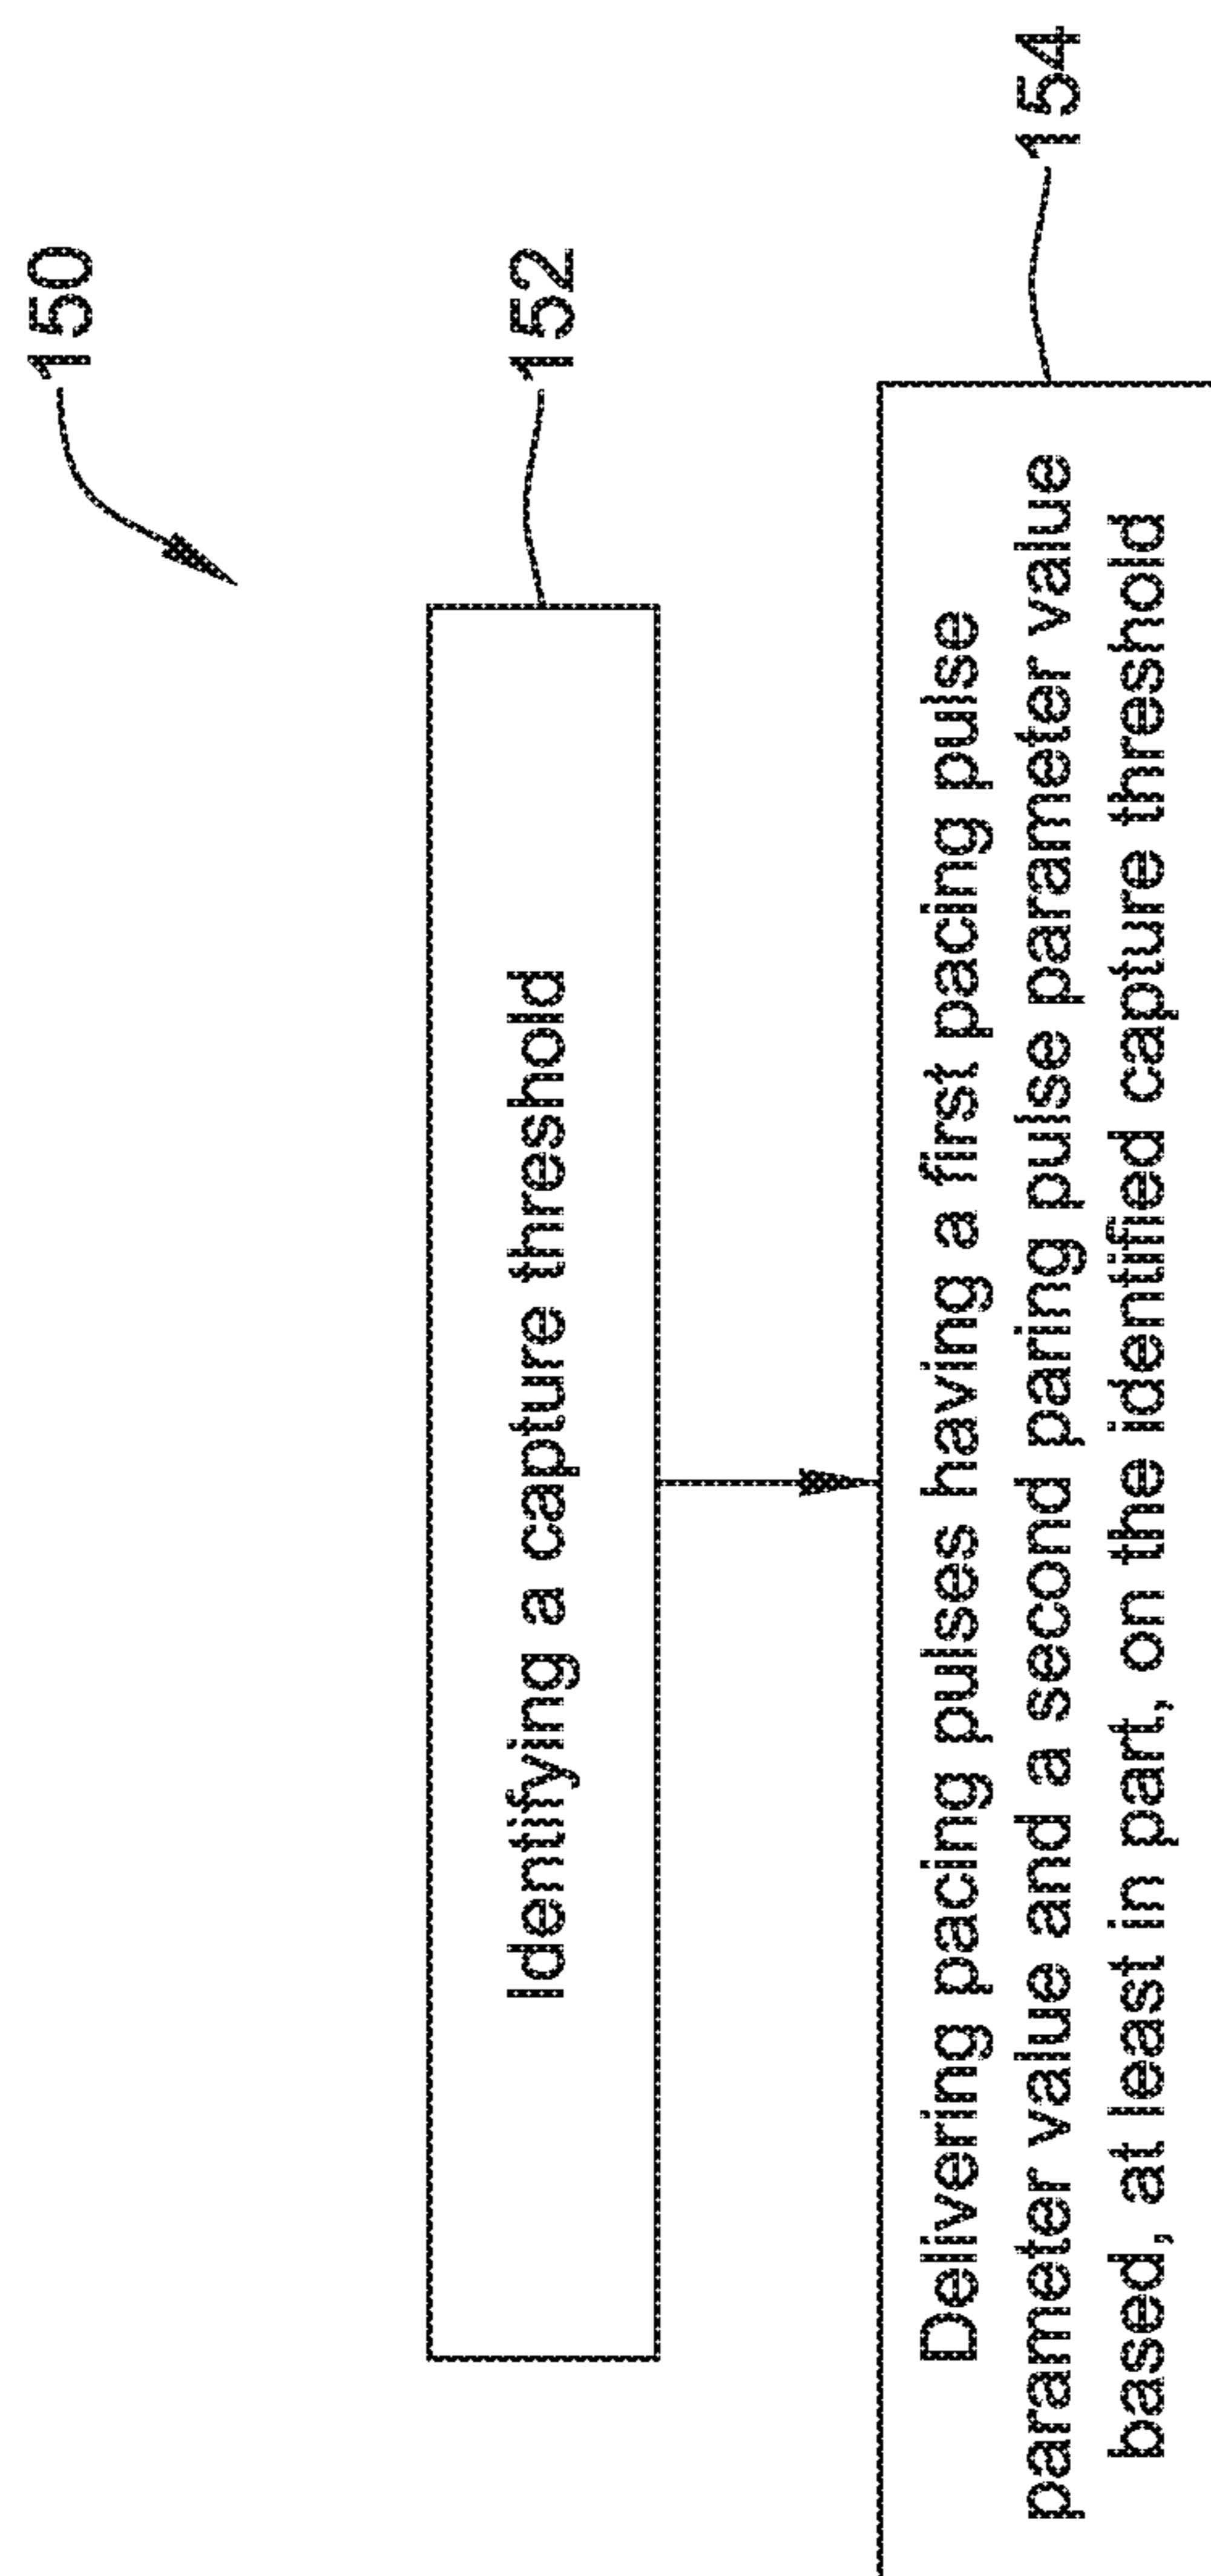 150
152
Identifying a capture threshold
154
Delivering pacing pulses having a first pacing pulse
parameter value and a second paring pulse parameter value
based, at least in part, on the identified capture threshold